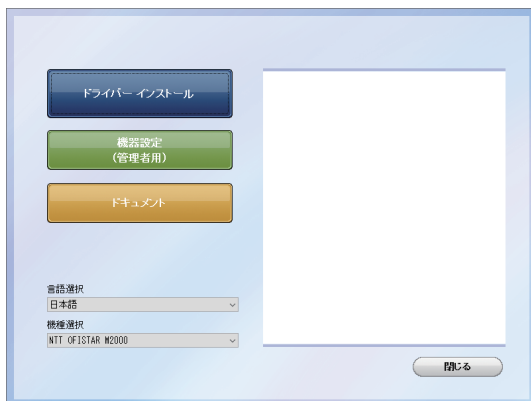 ドライバー インストール
機器設定
(管理者用)
ドキュメント
言語選択
日本語
機種選択
NTT OFISTAR M2000
閉じる